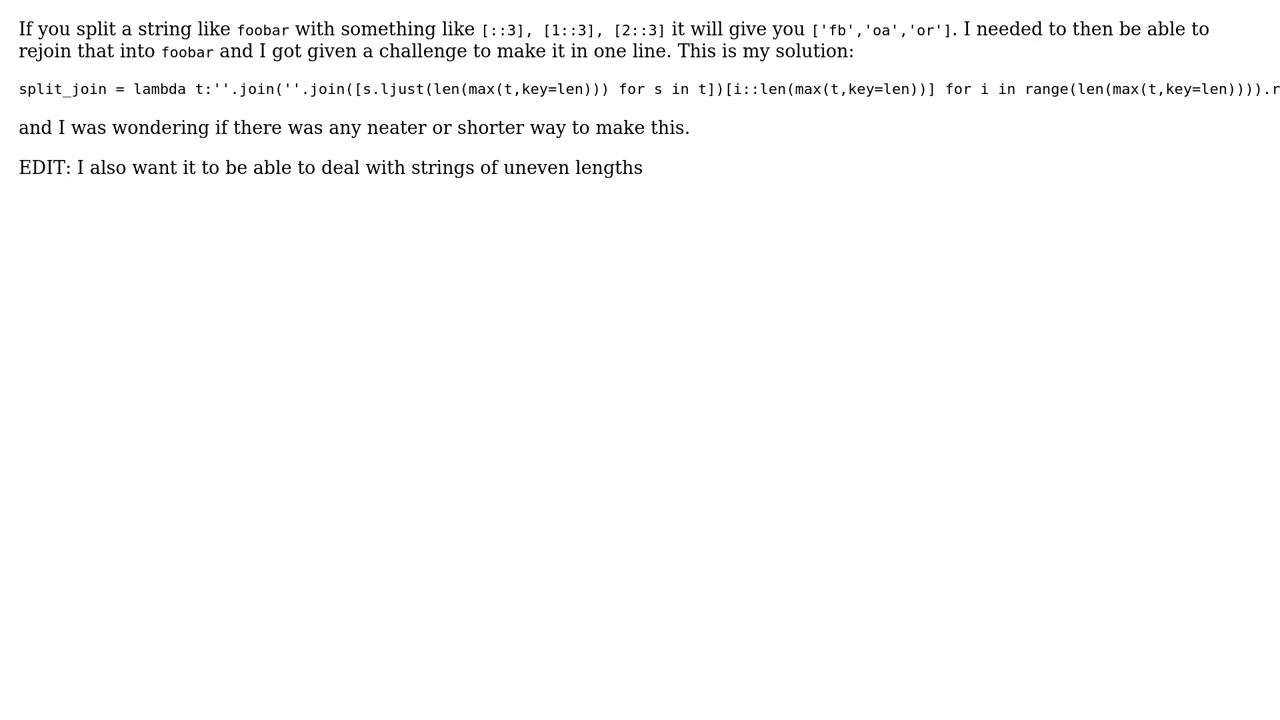 If you split a string like foobar with something like [::3], [1::3], [2::3] it will give you ['fb','oa','or']. I needed to then be able to
rejoin that into foobar and I got given a challenge to make it in one line. This is my solution:
split_join = lambda t:''.join(''.join([s.ljust(len(max(t,key=len))) for s in t])[i::len(max(t,key=len))] for i in range(len(max(t,key=len)))).r
and I was wondering if there was any neater or shorter way to make this.
EDIT: I also want it to be able to deal with strings of uneven lengths